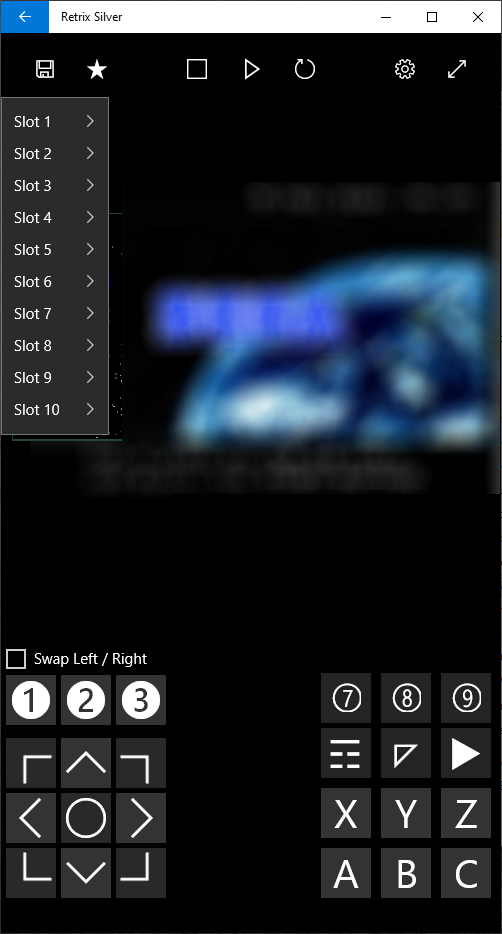 Retrix Silver
Slot 1
Slot 2
Slot 3
Slot 4
Slot 5
Slot 6
Slot 7
Slot 8
Slot 9
Slot 10
Swap Left / Right
1 2 3 7 8 9
X Y Z
A B C